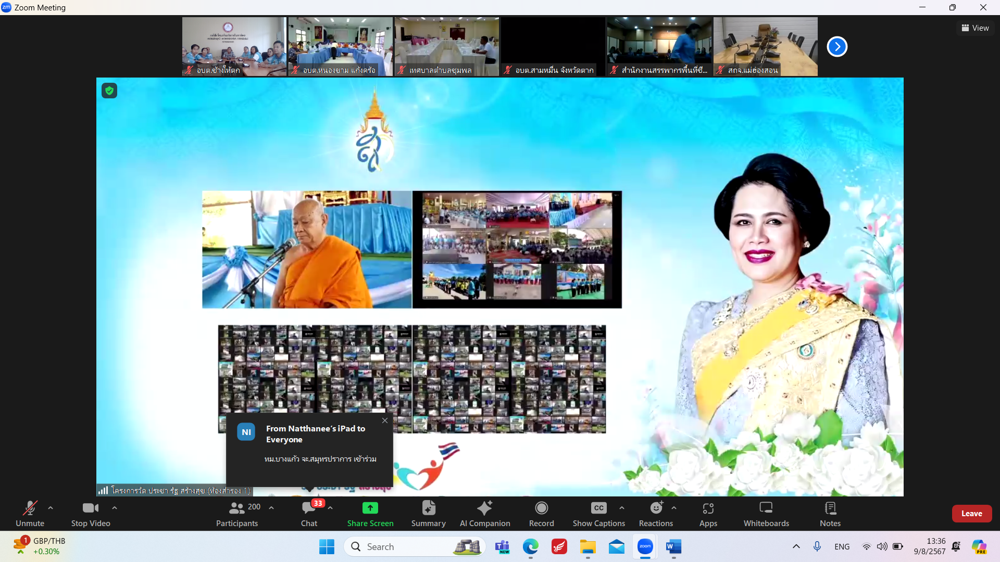 Zoom Meeting
View
อบต.ช้างให้ตก
อบต.หนองขาม แก้งคร้อ
เทศบาลตำบลชุมพล
อบต.สามหมื่น จังหวัดตาก
สำนักงานสรรพากรพื้นที่ชี...
สถจ.แม่ฮ่องสอน
NI
From Natthanee’s iPad to
Everyone
ทม.บางแก้ว จะ.สมุทรปราการ เข้าร่วม
โครงการวัด ประชา รัฐ สร้างสุข (ห้องสำรอง 1)
Unmute
Stop Video
200
Participants
33
Chat
Share Screen
Summary
AI Companion
Record
CC
Show Captions
Reactions
Apps
Whiteboards
Notes
Leave
1
GBP/THB
+0.30%
Search
NEW
zoom
W
ENG
13:36
9/8/2567
PRE